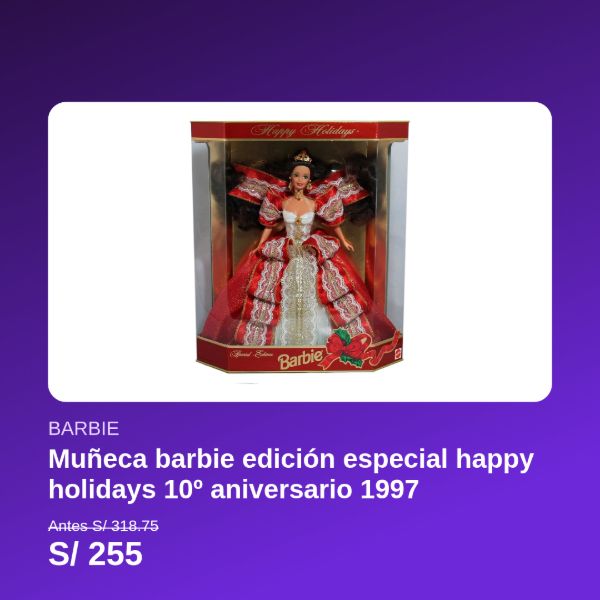 Happy Holidays
Special Edition
Barbie
BARBIE
Muñeca barbie edición especial happy
holidays 10º aniversario 1997
Antes S/ 318.75
S/ 255